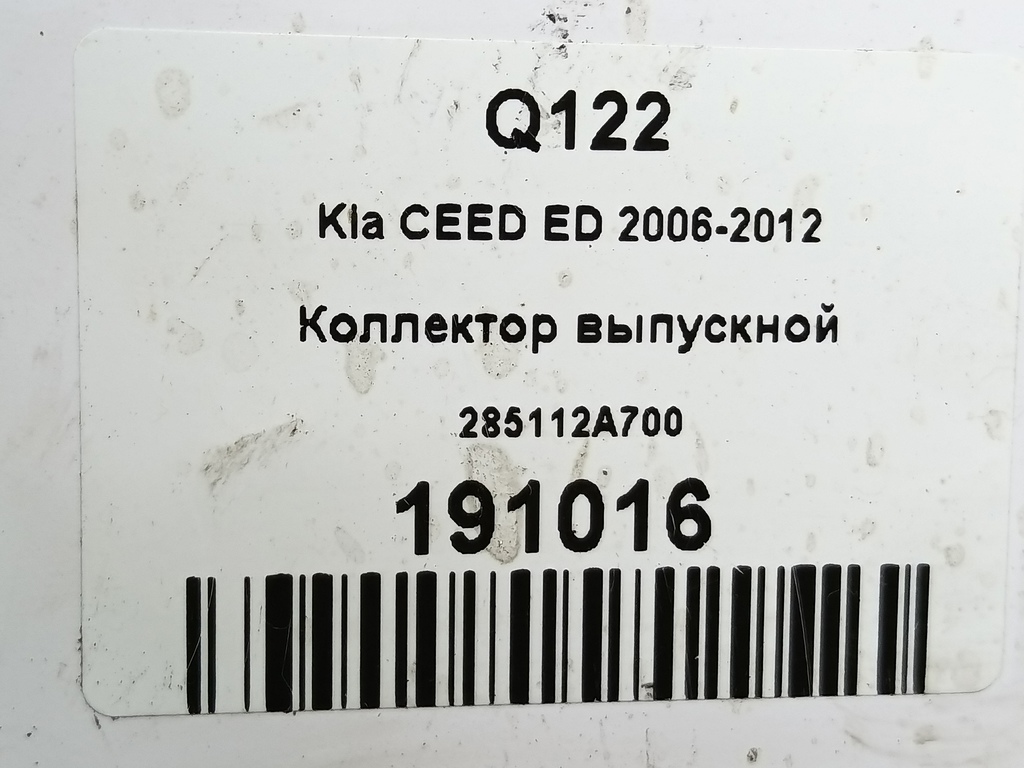 Q122
Kia CEED ED 2006-2012
Коллектор выпускной
285112A700
191016